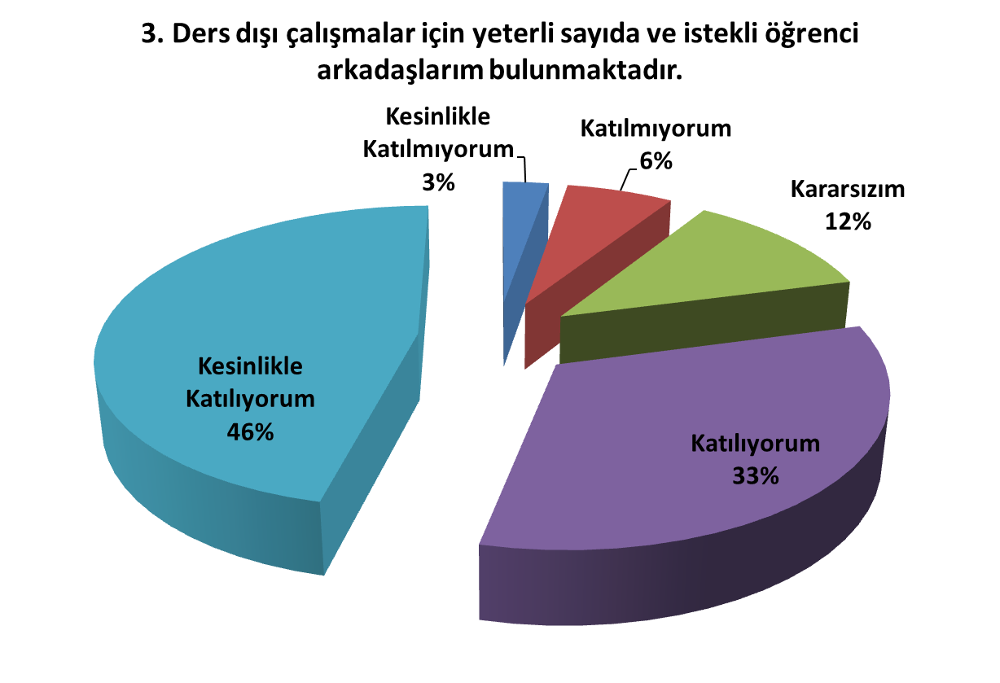 3. Ders dışı çalışmalar için yeterli sayıda ve istekli öğrenci
arkadaşlarım bulunmaktadır.
Kesinlikle
Katılmıyorum
3%
Katılmıyorum
6%
Kararsızım
12%
Katılıyorum
33%
Kesinlikle
Katılıyorum
46%